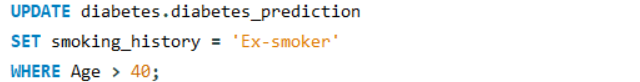 UPDATE diabetes.diabetes_prediction
SET smoking_history = 'Ex-smoker'
WHERE Age > 40;